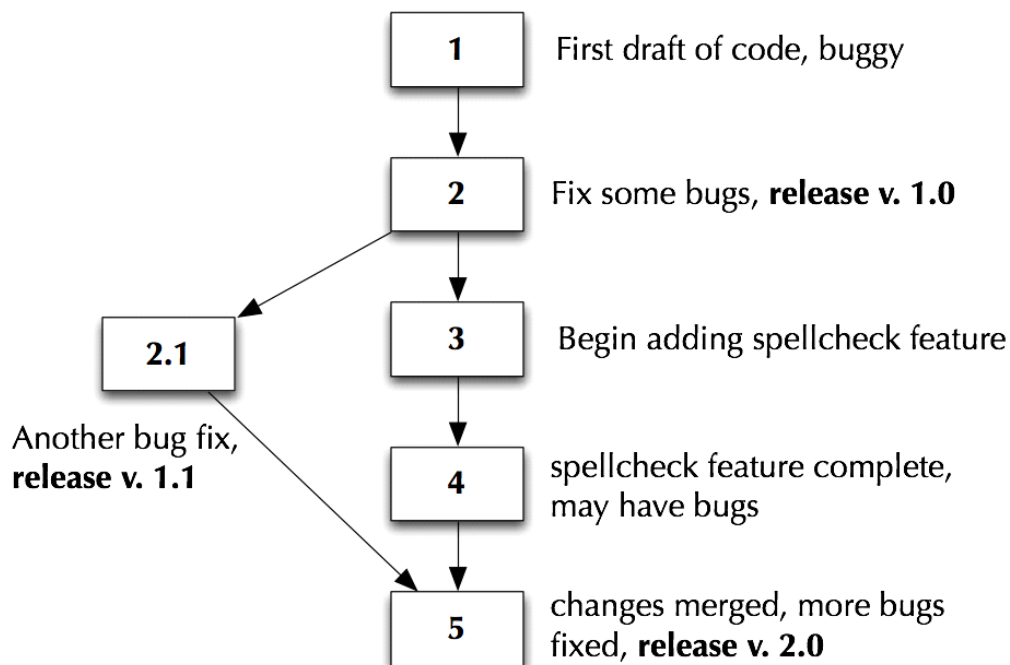 1
First draft of code, buggy
2
Fix some bugs, release v. 1.0
2.1
Another bug fix,
release v. 1.1
3
Begin adding spellcheck feature
4
spellcheck feature complete,
may have bugs
5
changes merged, more bugs
fixed, release v. 2.0